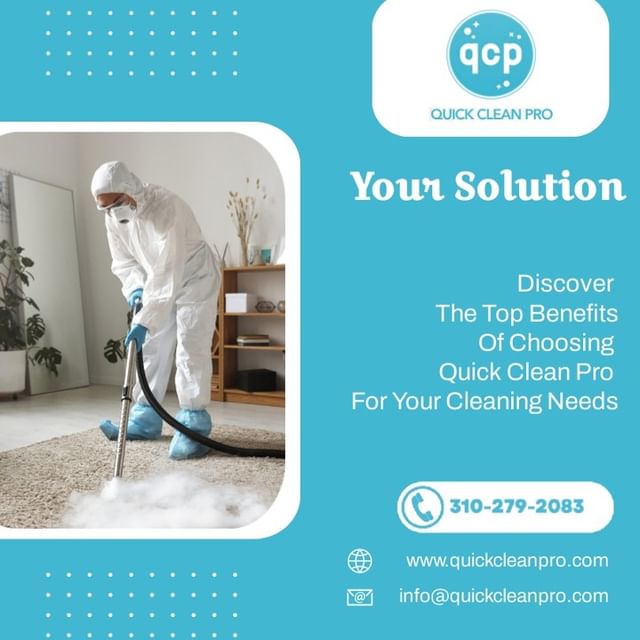 qcp
QUICK CLEAN PRO
Your Solution
Discover
The Top Benefits
Of Choosing
Quick Clean Pro
For Your Cleaning Needs
310-279-2083
www.quickcleanpro.com
info@quickcleanpro.com